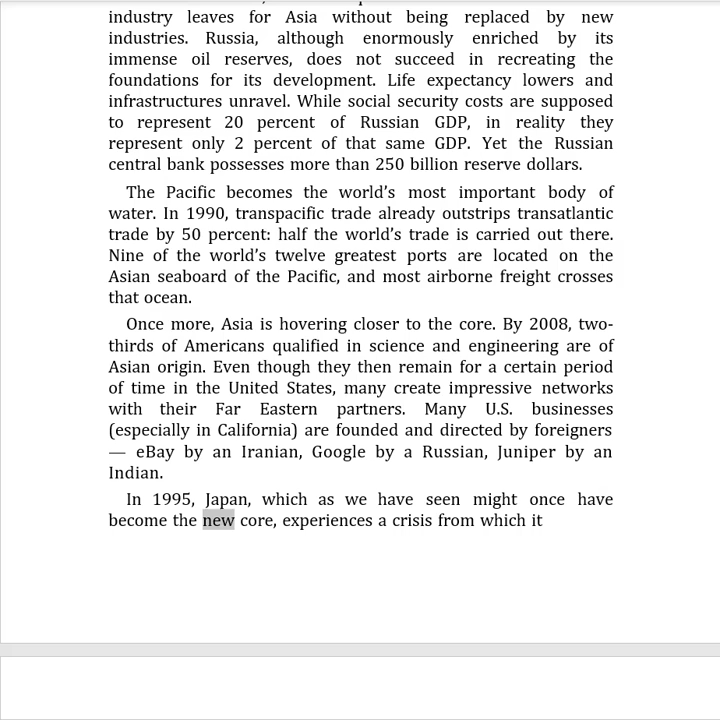 industry leaves for Asia without being replaced by new
industries. Russia, although enormously enriched by its
immense oil reserves, does not succeed in recreating the
foundations for its development. Life expectancy lowers and
infrastructures unravel. While social security costs are supposed
to represent 20 percent of Russian GDP, in reality they
represent only 2 percent of that same GDP. Yet the Russian
central bank possesses more than 250 billion reserve dollars.
The Pacific becomes the world’s most important body of
water. In 1990, transpacific trade already outstrips transatlantic
trade by 50 percent: half the world’s trade is carried out there.
Nine of the world’s twelve greatest ports are located on the
Asian seaboard of the Pacific, and most airborne freight crosses
that ocean.
Once more, Asia is hovering closer to the core. By 2008, two-
thirds of Americans qualified in science and engineering are of
Asian origin. Even though they then remain for a certain period
of time in the United States, many create impressive networks
with their Far Eastern partners. Many U.S. businesses
(especially in California) are founded and directed by foreigners
— eBay by an Iranian, Google by a Russian, Juniper by an
Indian.
In 1995, Japan, which as we have seen might once have
become the new core, experiences a crisis from which it